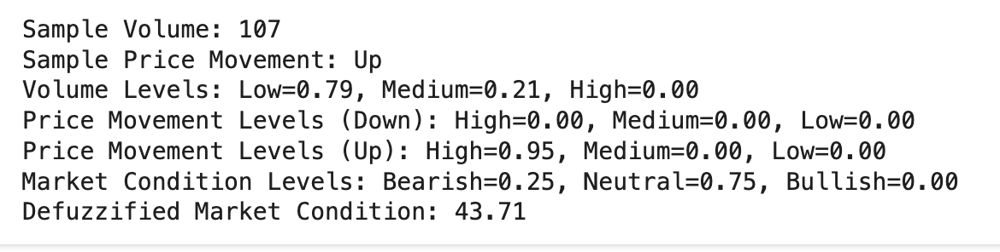 Sample Volume: 107
Sample Price Movement: Up
Volume Levels: Low=0.79, Medium=0.21, High=0.00
Price Movement Levels (Down): High=0.00, Medium=0.00, Low=0.00
Price Movement Levels (Up): High=0.95, Medium=0.00, Low=0.00
Market Condition Levels: Bearish=0.25, Neutral=0.75, Bullish=0.00
Defuzzified Market Condition: 43.71